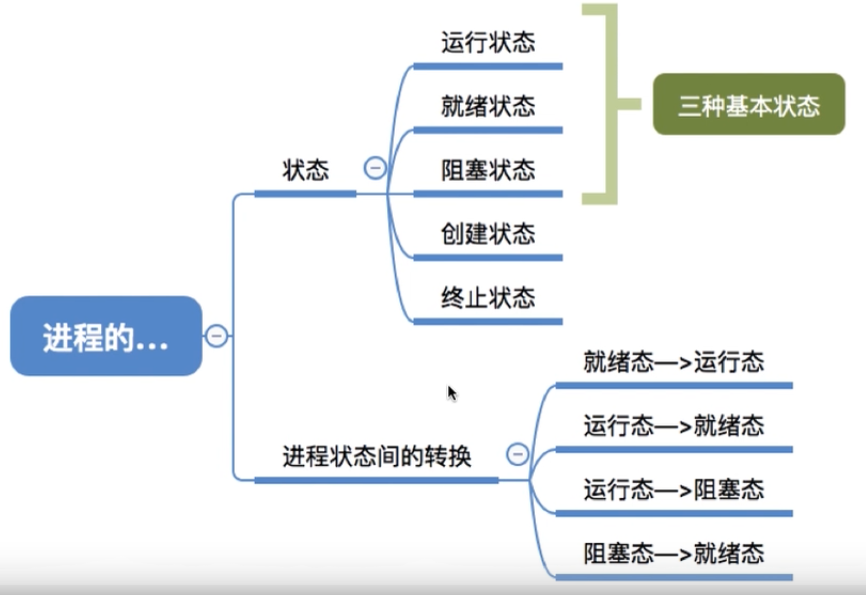 运行状态
就绪状态
三种基本状态
状态
阻塞状态
创建状态
终止状态
进程的...
就绪态—>运行态
运行态—>就绪态
进程状态间的转换
运行态—>阻塞态
阻塞态—>就绪态